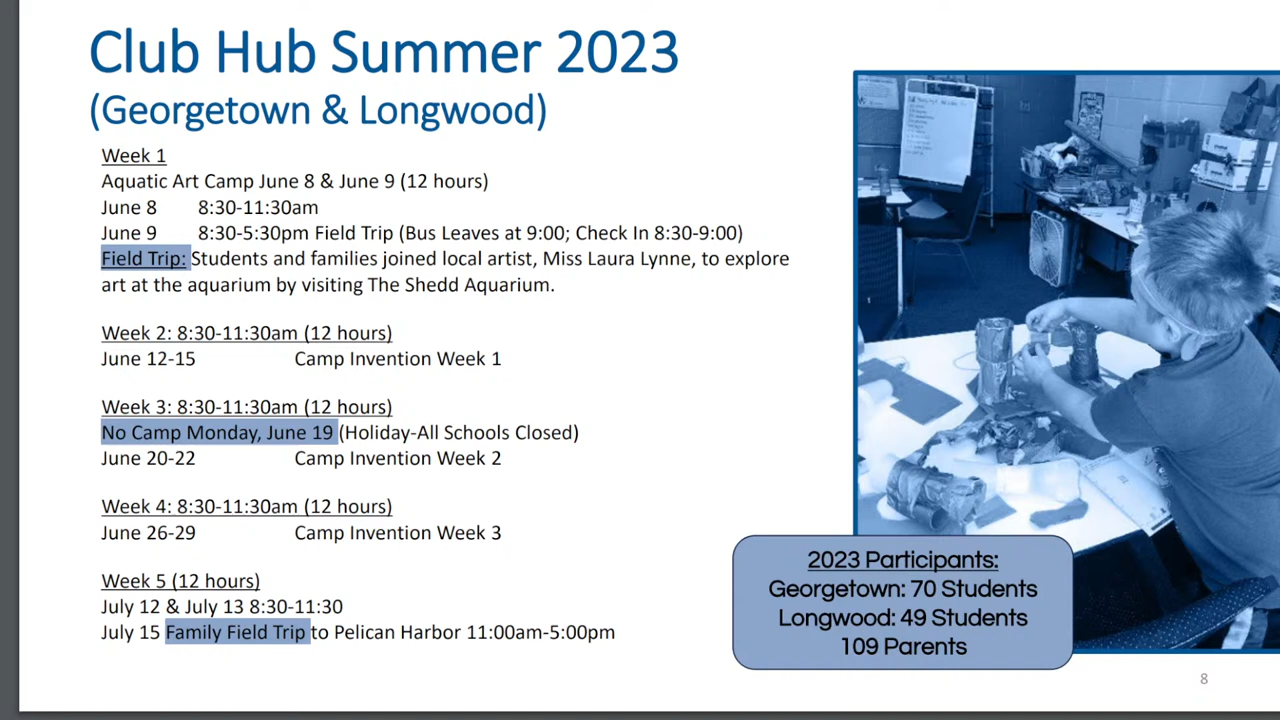 Club Hub Summer 2023
(Georgetown & Longwood)
Week 1
Aquatic Art Camp June 8 & June 9 (12 hours)
June 8 8:30-11:30am
June 9 8:30-5:30pm Field Trip (Bus Leaves at 9:00; Check In 8:30-9:00)
Field Trip: Students and families joined local artist, Miss Laura Lynne, to explore
art at the aquarium by visiting The Shedd Aquarium.
Week 2: 8:30-11:30am (12 hours)
June 12-15 Camp Invention Week 1
Week 3: 8:30-11:30am (12 hours)
No Camp Monday, June 19 (Holiday-All Schools Closed)
June 20-22 Camp Invention Week 2
Week 4: 8:30-11:30am (12 hours)
June 26-29 Camp Invention Week 3
Week 5 (12 hours)
July 12 & July 13 8:30-11:30
July 15 Family Field Trip to Pelican Harbor 11:00am-5:00pm
2023 Participants:
Georgetown: 70 Students
Longwood: 49 Students
109 Parents
8